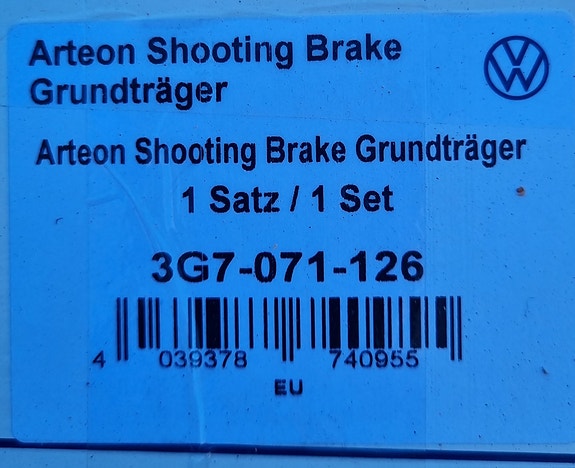 Arteon Shooting Brake
Grundträger
Arteon Shooting Brake Grundträger
1 Satz / 1 Set
3G7-071-126
4 039378 740955
EU